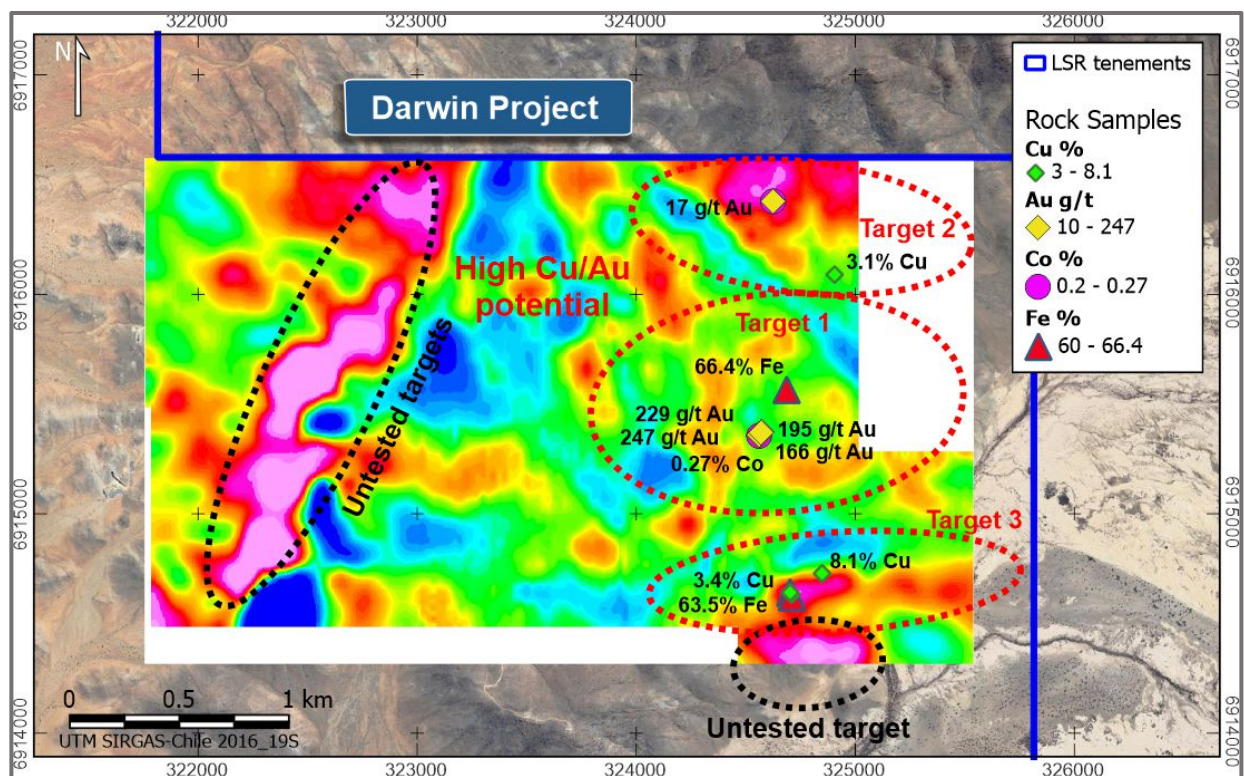 322000 323000 324000 325000 326000
6917000
6917000
N
Darwin Project
LSR tenements
Rock Samples
Cu %
3 - 8.1
Au g/t
10 - 247
Co %
0.2 - 0.27
Fe %
60 - 66.4
17 g/t Au
Target 2
3.1% Cu
High Cu/Au
potential
6916000
6916000
Target 1
Untested targets
66.4% Fe
229 g/t Au
247 g/t Au
195 g/t Au
166 g/t Au
0.27% Co
6915000
6915000
Target 3
8.1% Cu
3.4% Cu
63.5% Fe
Untested target
0 0.5 1 km
UTM SIRGAS-Chile 2016_19S
6914000
6914000
322000 323000 324000 325000 326000